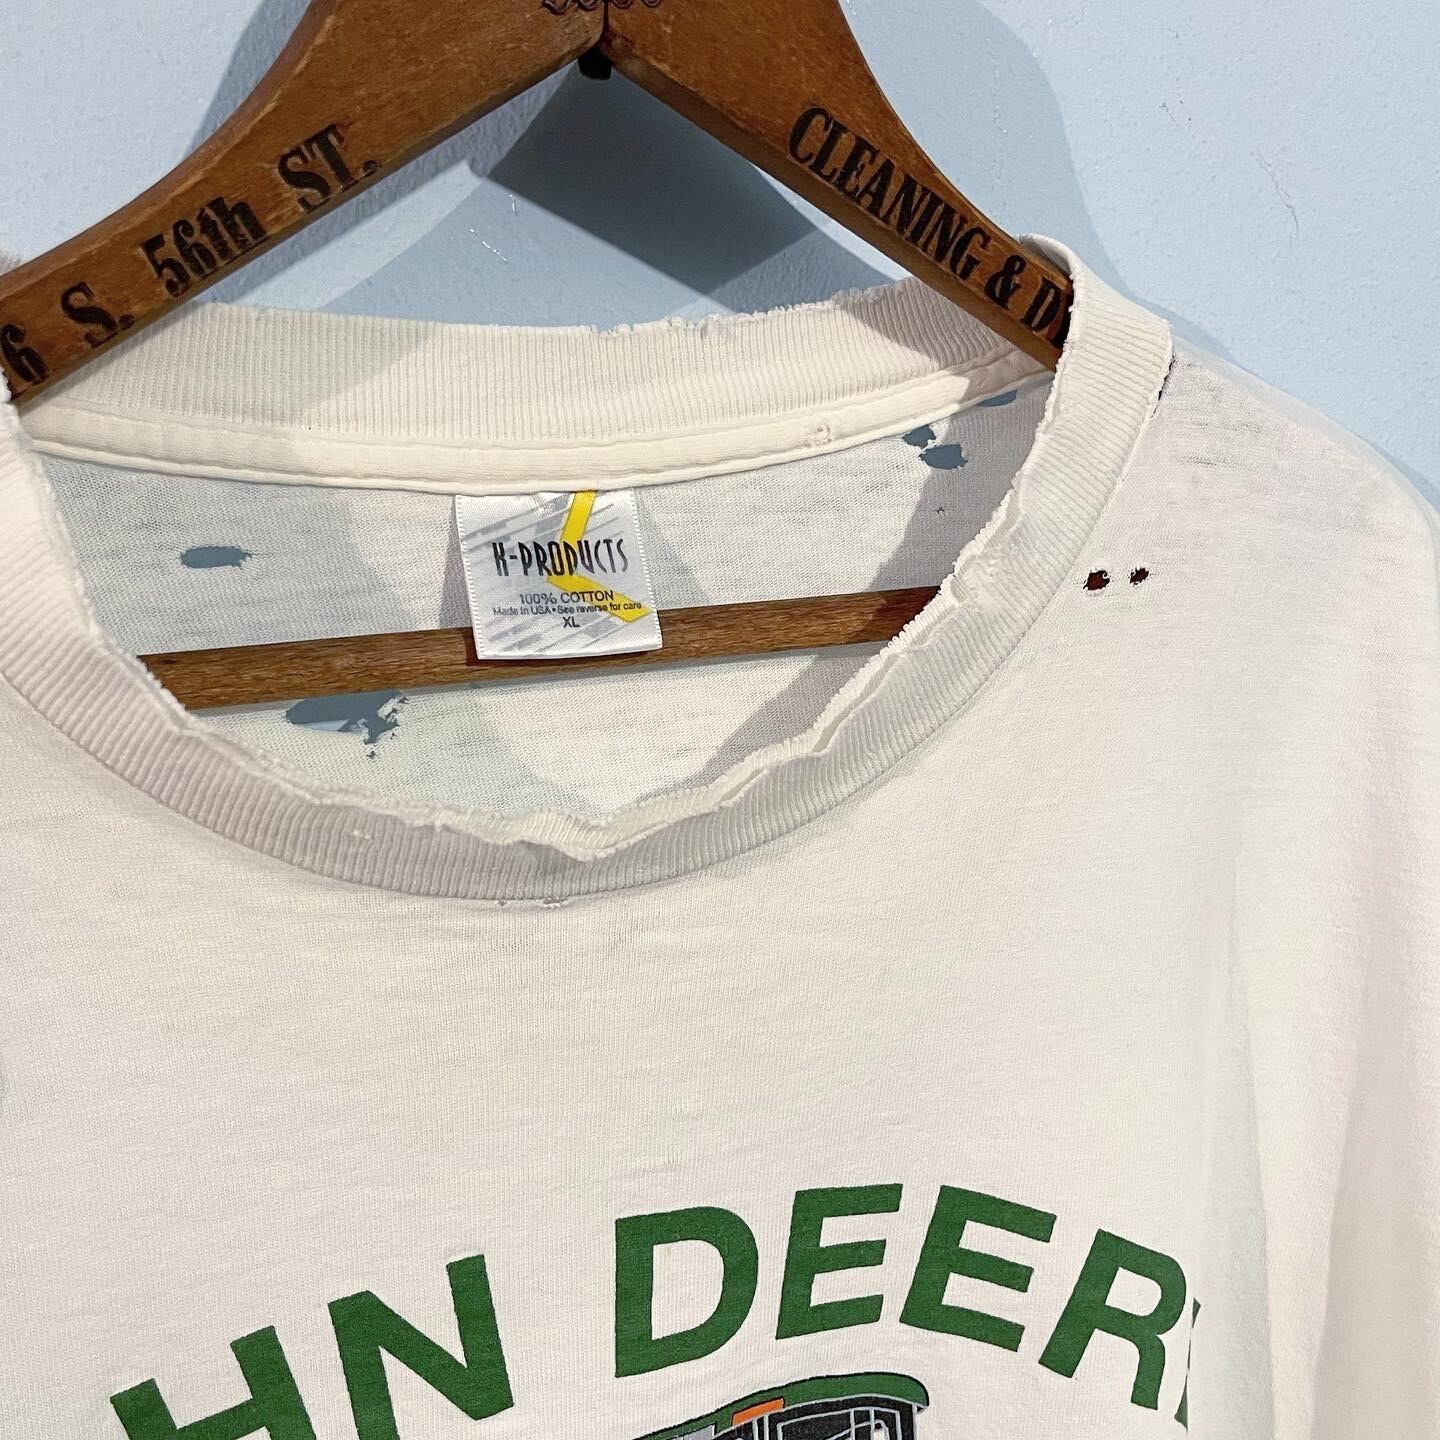 6 S. 56th ST.
CLEANING & D
K-PRODUCTS
100% COTTON
Made in USA • See reverse for care
XL
HN DEER